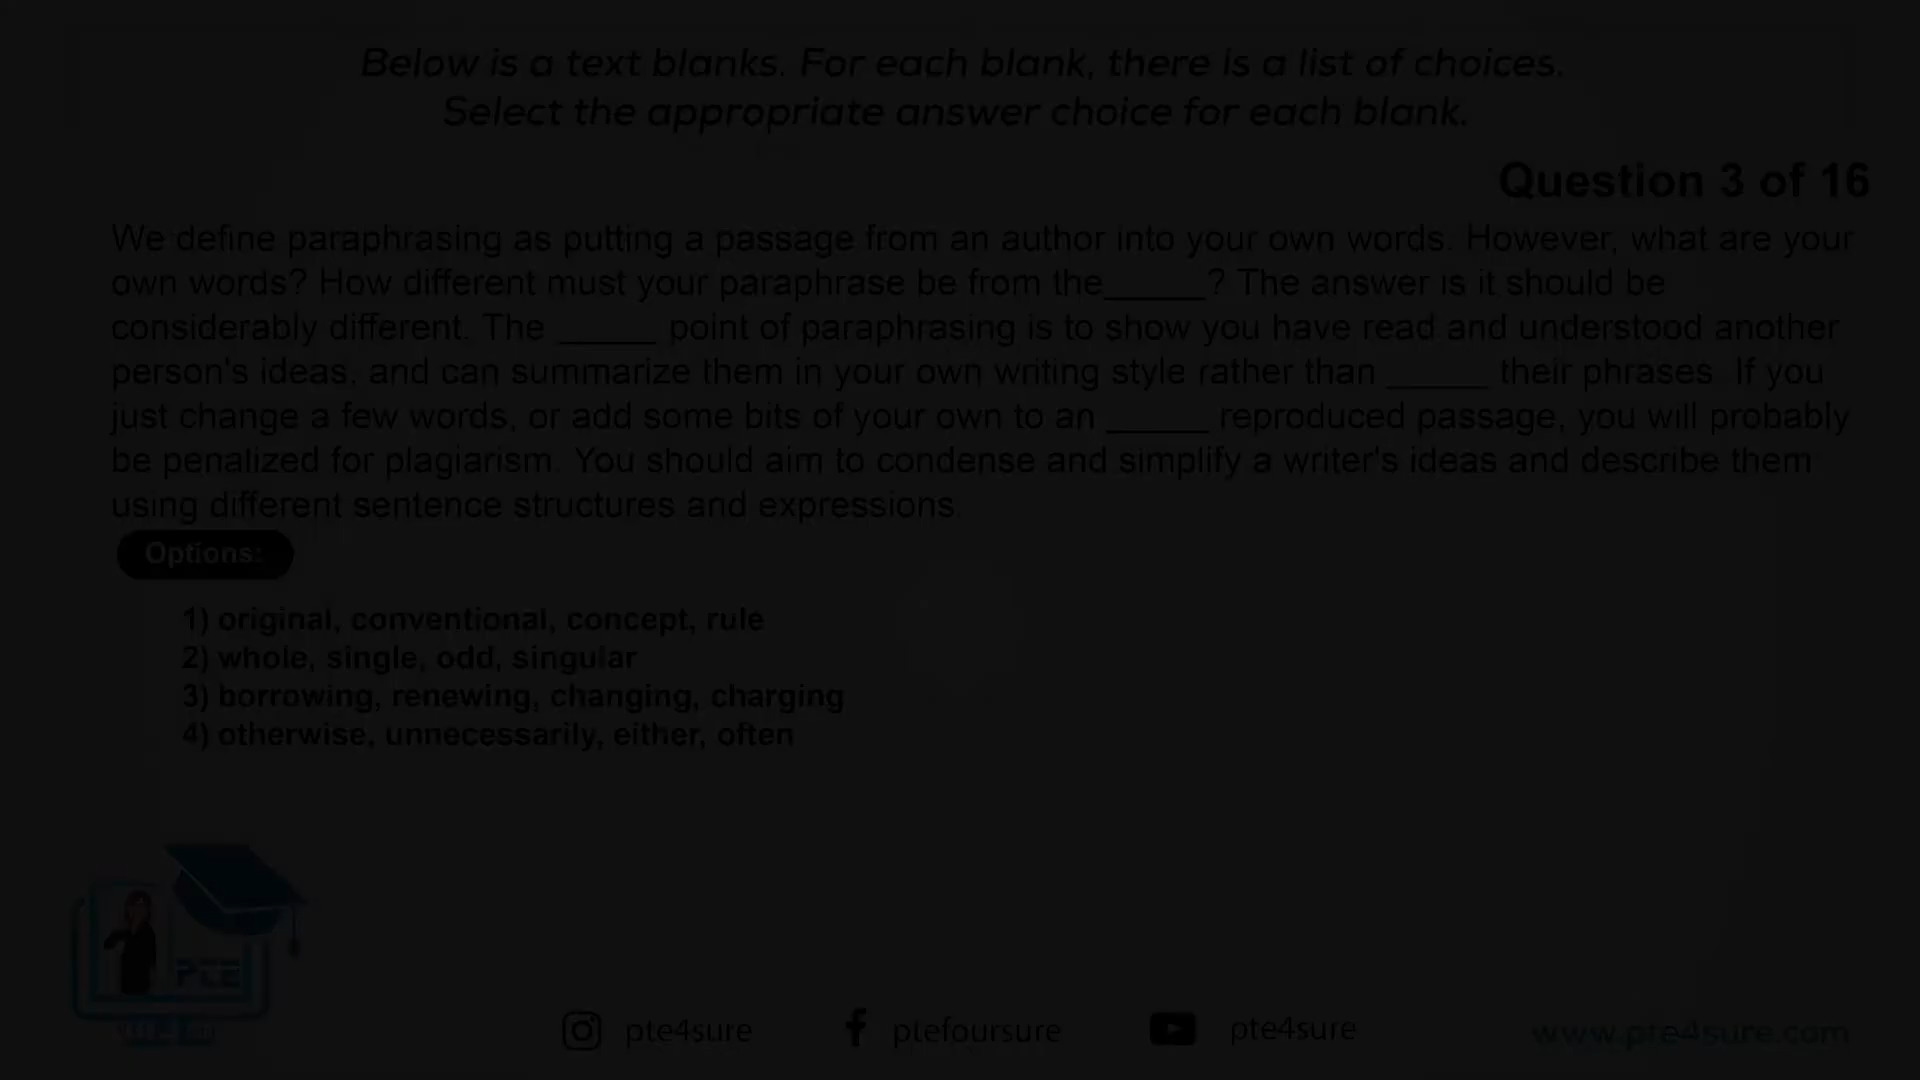 Below is a text blanks. For each blank, there is a list of choices.
Select the appropriate answer choice for each blank.
Question 3 of 16
We define paraphrasing as putting a passage from an author into your own words. However, what are your
own words? How different must your paraphrase be from the_____? The answer is it should be
considerably different. The _____ point of paraphrasing is to show you have read and understood another
person's ideas, and can summarize them in your own writing style rather than _____ their phrases. If you
just change a few words, or add some bits of your own to an _____ reproduced passage, you will probably
be penalized for plagiarism. You should aim to condense and simplify a writer's ideas and describe them
using different sentence structures and expressions.
Options:
1) original, conventional, concept, rule
2) whole, single, odd, singular
3) borrowing, renewing, changing, charging
4) otherwise, unnecessarily, either, often
PTE
pte4sure
ptefoursure
pte4sure
www.pte4sure.com